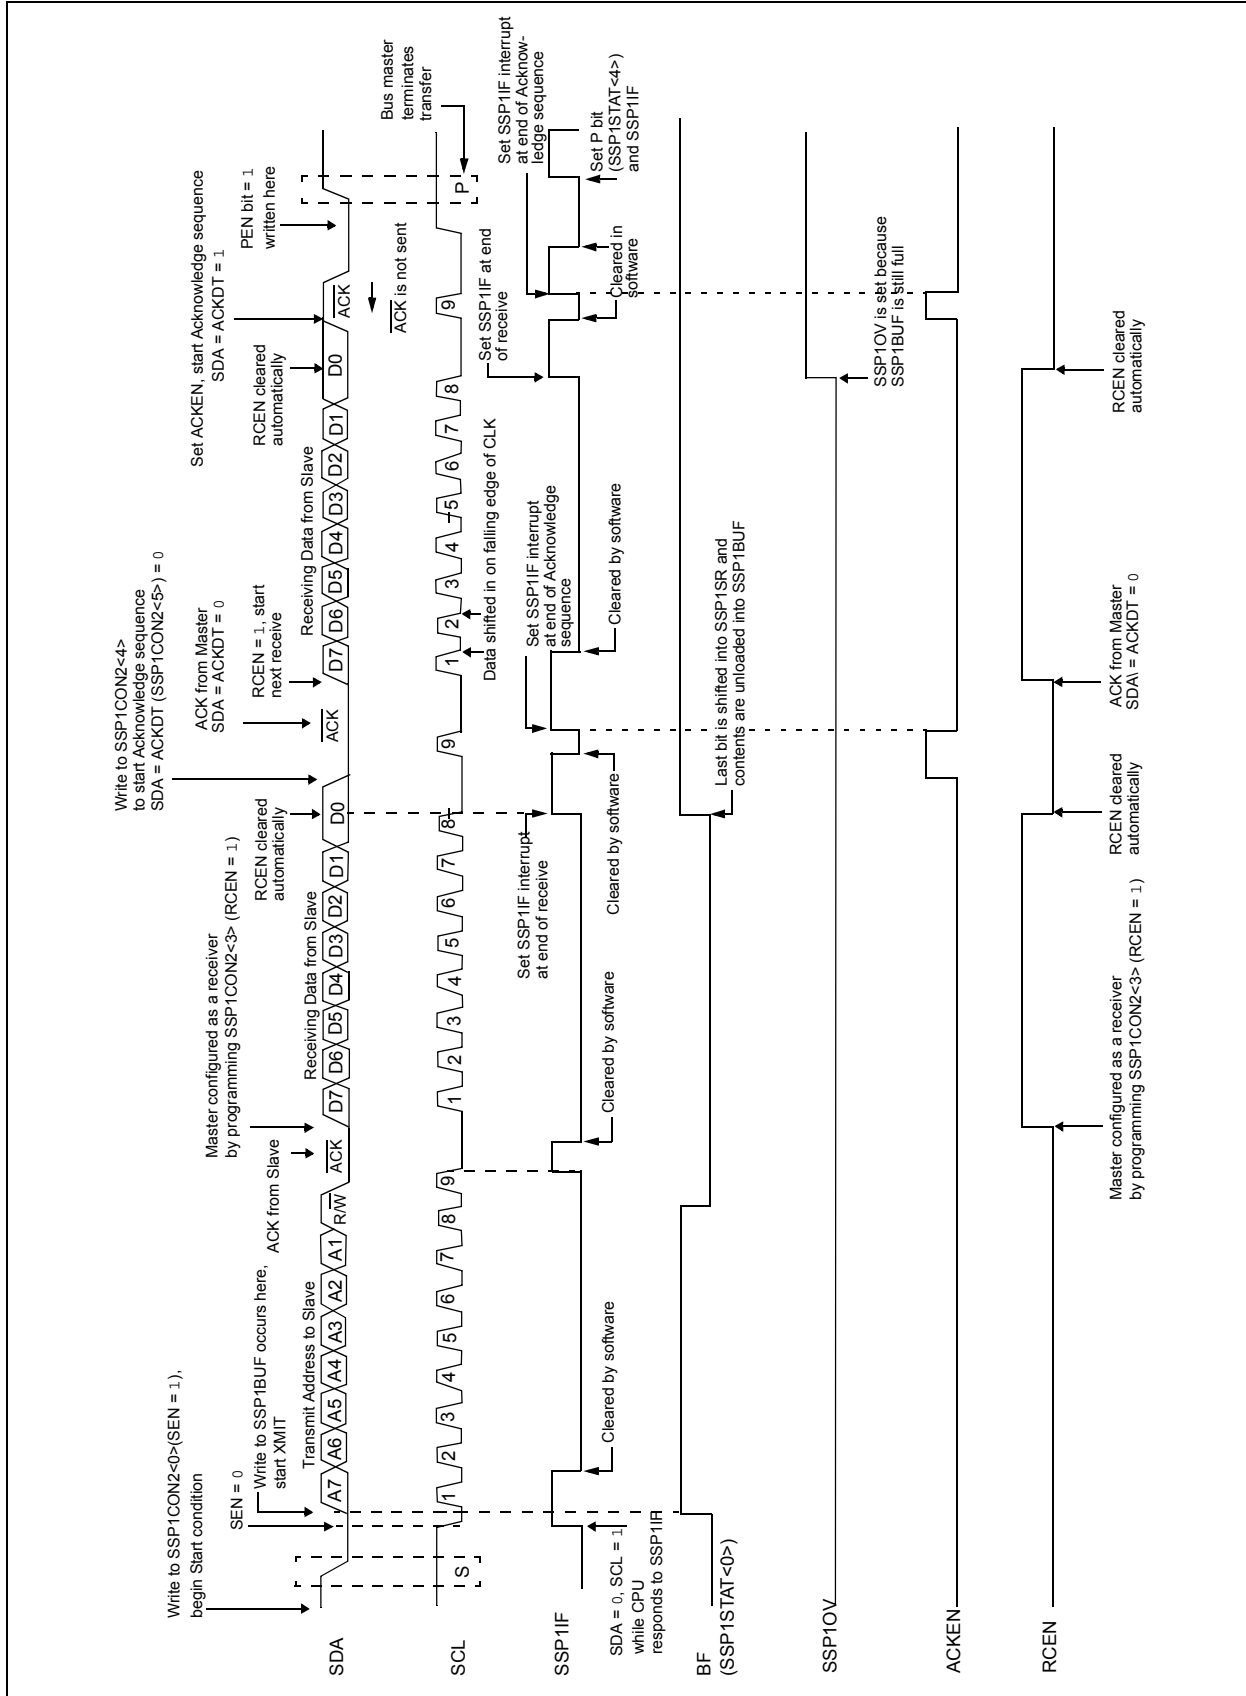 Write to SSP1CON2<0>(SEN = 1),
begin Start condition
SEN = 0
Write to SSP1BUF occurs here,
start XMIT
ACK from Slave
Master configured as a receiver
by programming SSP1CON2<3> (RCEN = 1)
RCEN cleared
automatically
Write to SSP1CON2<4>
to start Acknowledge sequence
SDA = ACKDT (SSP1CON2<5>) = 0
ACK from Master
SDA = ACKDT = 0
RCEN = 1, start
next receive
RCEN cleared
automatically
Set ACKEN, start Acknowledge sequence
SDA = ACKDT = 1
PEN bit = 1
written here
Transmit Address to Slave
Receiving Data from Slave
Receiving Data from Slave
SDA
A7 A6 A5 A4 A3 A2 A1 R/W ACK D7 D6 D5 D4 D3 D2 D1 D0 ACK D7 D6 D5 D4 D3 D2 D1 D0 ACK
ACK is not sent
Bus master
terminates
transfer
SCL
S 1 2 3 4 5 6 7 8 9 1 2 3 4 5 6 7 8 9 1 2 3 4 5 6 7 8 9 P
Data shifted in on falling edge of CLK
Set SSP1IF interrupt
at end of receive
Set SSP1IF interrupt
at end of Acknowledge
sequence
Set SSP1IF at end
of receive
Set SSP1IF interrupt
at end of Acknow-
ledge sequence
SSP1IF
SDA = 0, SCL = 1
while CPU
responds to SSP1IF
Cleared by software
Cleared by software
Cleared by software
Cleared by software
Cleared in
software
Set P bit
(SSP1STAT<4>)
and SSP1IF
BF
(SSP1STAT<0>)
Last bit is shifted into SSP1SR and
contents are unloaded into SSP1BUF
SSP1OV
SSP1OV is set because
SSP1BUF is still full
ACKEN
RCEN
Master configured as a receiver
by programming SSP1CON2<3> (RCEN = 1)
RCEN cleared
automatically
ACK from Master
SDA\ = ACKDT = 0
RCEN cleared
automatically